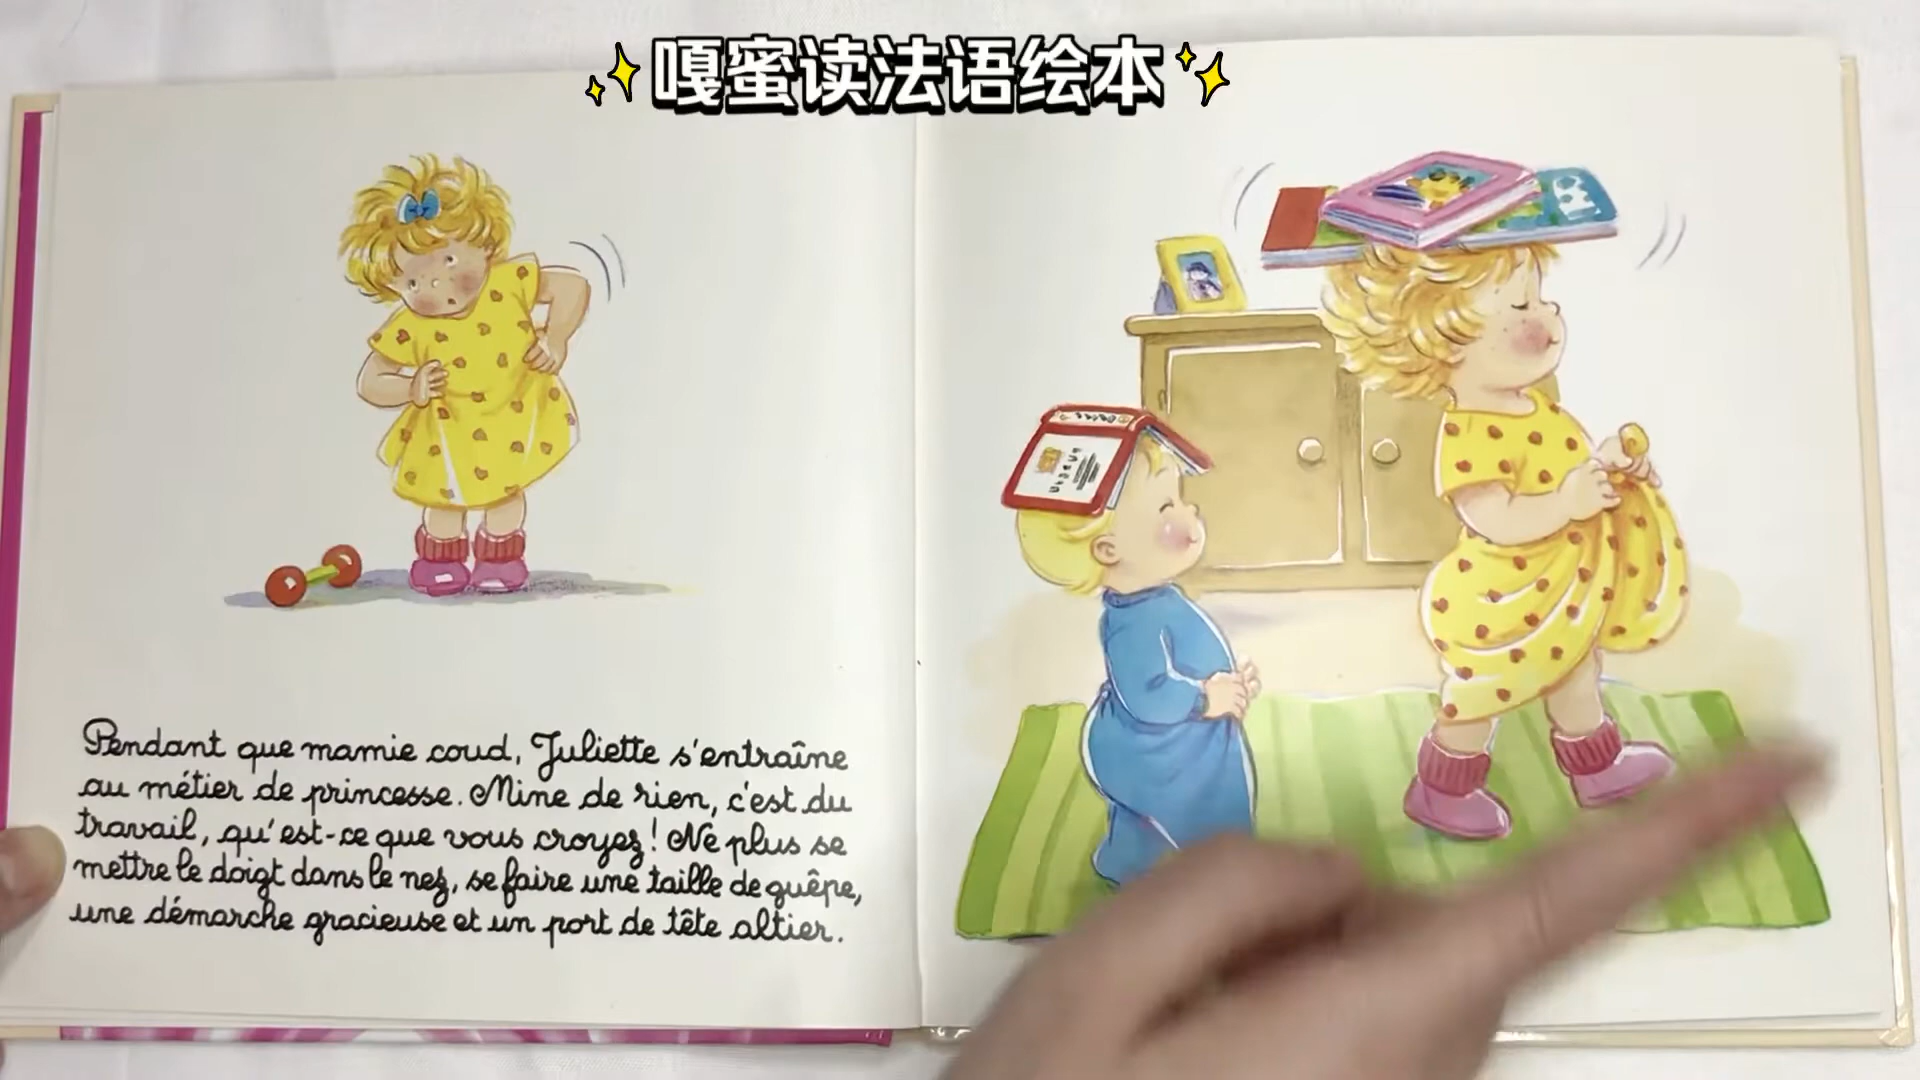 嘎蜜读法语绘本
Pendant que mamie coud, Juliette s'entraîne
au métier de princesse. Mine de rien, c'est du
travail, qu'est-ce que vous croyez ! Ne plus se
mettre le doigt dans le nez, se faire une taille de guêpe,
une démarche gracieuse et un port de tête altier.